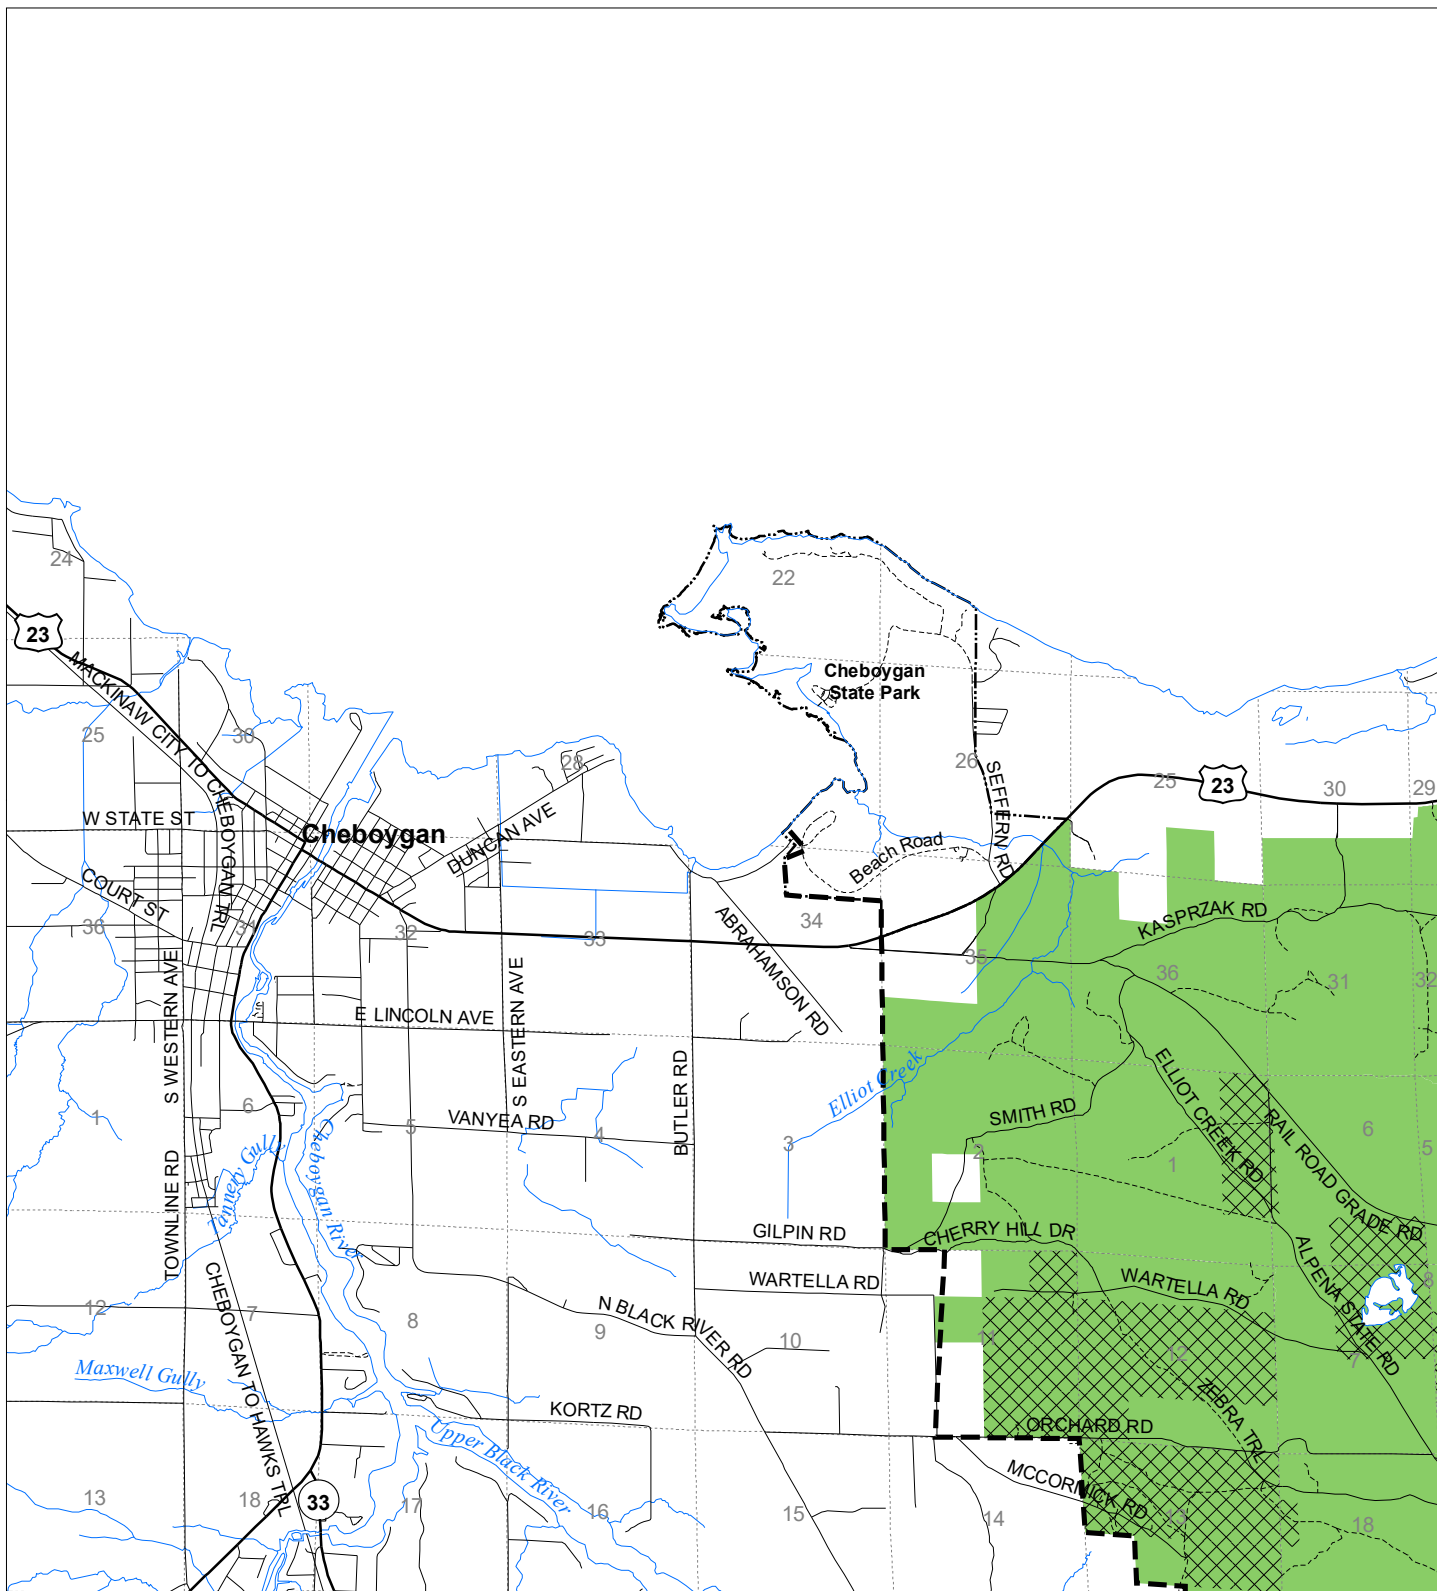 24
22
23
Cheboygan
State Park
MACKINAW CITY TO CHEBOYGAN TRL
25
30
28
26
SEFFERN RD
25
23
30
29
W STATE ST
Cheboygan
DUNCAN AVE
Beach Road
COURT ST
36
31
32
33
34
ABRAHAMSON RD
KASPRZAK RD
35
36
31
32
S WESTERN AVE
E LINCOLN AVE
S EASTERN AVE
BUTLER RD
Elliot Creek
SMITH RD
ELLIOT CREEK RD
RAIL ROAD GRADE RD
1
6
5
VANYEA RD
4
3
2
1
6
5
Tannery Gully
Cheboygan River
TOWNLINE RD
GILPIN RD
CHERRY HILL DR
ALPENA STATE RD
WARTELLA RD
WARTELLA RD
8
12
7
8
N BLACK RIVER RD
9
10
11
12
7
CHEBOYGAN TO HAWKS TRL
Maxwell Gully
KORTZ RD
ZEBRA TRL
ORCHARD RD
Upper Black River
MCCORMICK RD
13
18
33
17
16
15
14
13
18